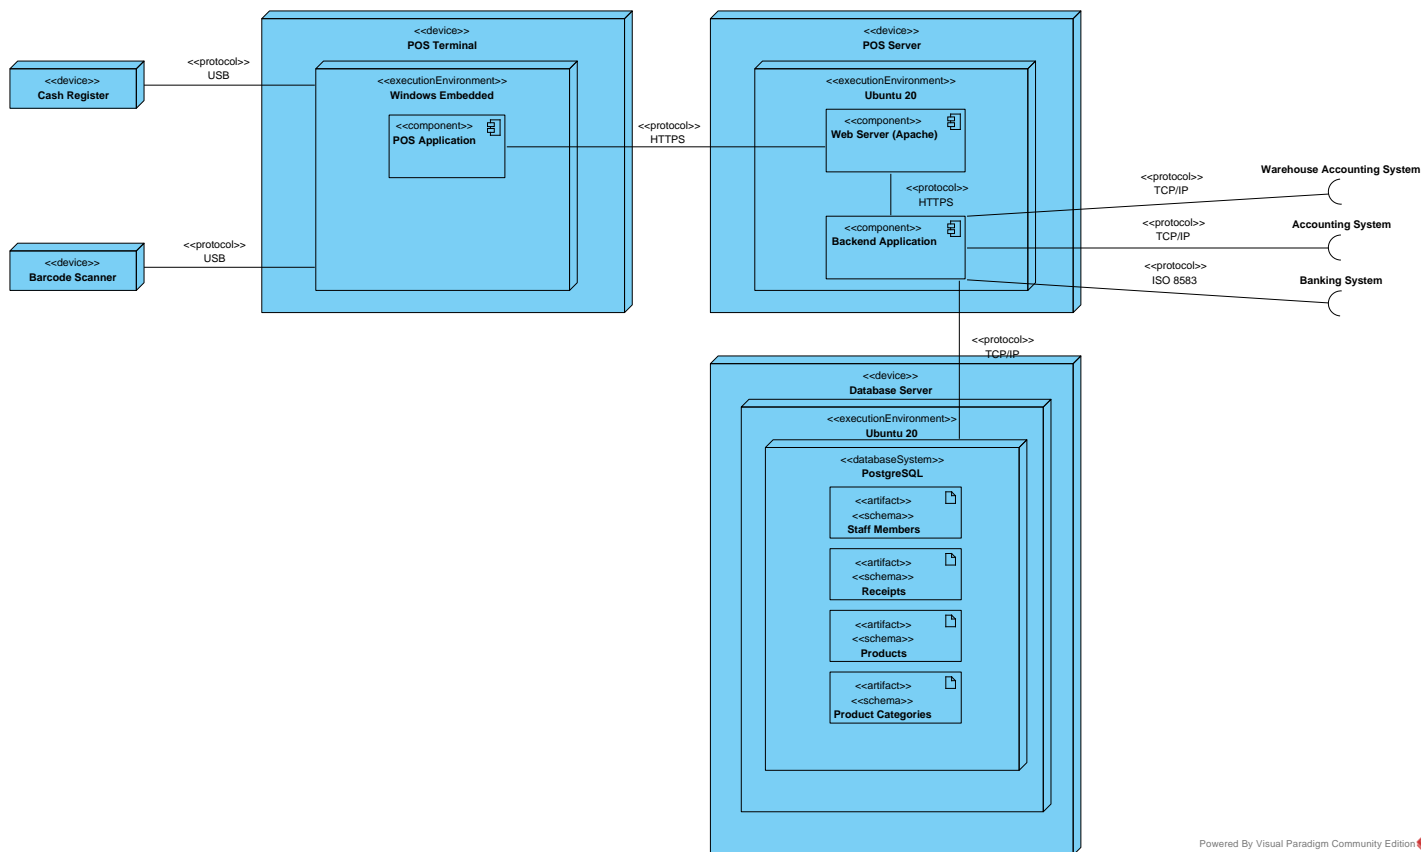 <<device>>
Cash Register
<<protocol>>
USB
<<device>>
Barcode Scanner
<<protocol>>
USB
<<device>>
POS Terminal
<<executionEnvironment>>
Windows Embedded
<<component>>
POS Application
<<protocol>>
HTTPS
<<device>>
POS Server
<<executionEnvironment>>
Ubuntu 20
<<component>>
Web Server (Apache)
<<protocol>>
HTTPS
<<component>>
Backend Application
<<protocol>>
TCP/IP
Warehouse Accounting System
<<protocol>>
TCP/IP
Accounting System
<<protocol>>
ISO 8583
Banking System
<<protocol>>
TCP/IP
<<device>>
Database Server
<<executionEnvironment>>
Ubuntu 20
<<databaseSystem>>
PostgreSQL
<<artifact>>
<<schema>>
Staff Members
<<artifact>>
<<schema>>
Receipts
<<artifact>>
<<schema>>
Products
<<artifact>>
<<schema>>
Product Categories
Powered By Visual Paradigm Community Edition